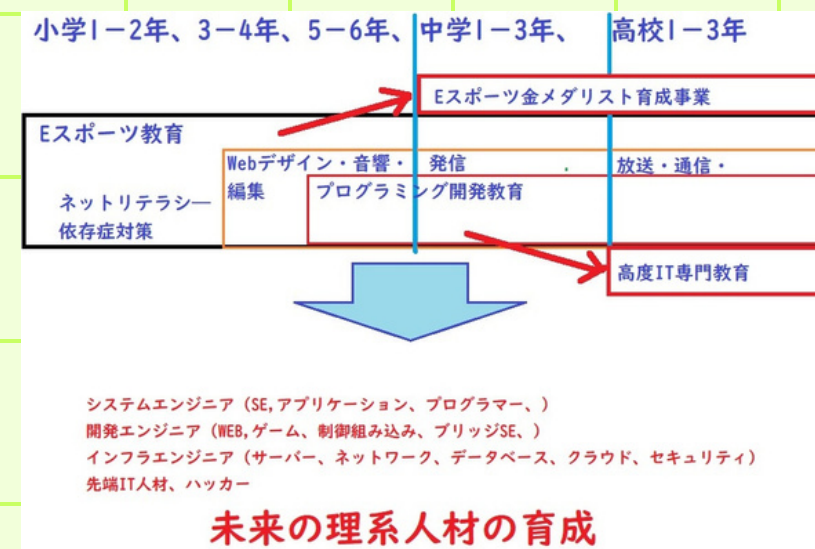 小学1－2年、3－4年、5－6年、中学1－3年、 高校1－3年
Eスポーツ金メダリスト育成事業
Eスポーツ教育
Webデザイン・音響・ 発信 . 放送・通信・
編集 プログラミング開発教育
ネットリテラシー
依存症対策
高度IT専門教育
システムエンジニア（SE,アプリケーション、プログラマー、）
開発エンジニア（WEB,ゲーム、制御組み込み、ブリッジSE、）
インフラエンジニア（サーバー、ネットワーク、データベース、クラウド、セキュリティ）
先端IT人材、ハッカー
未来の理系人材の育成